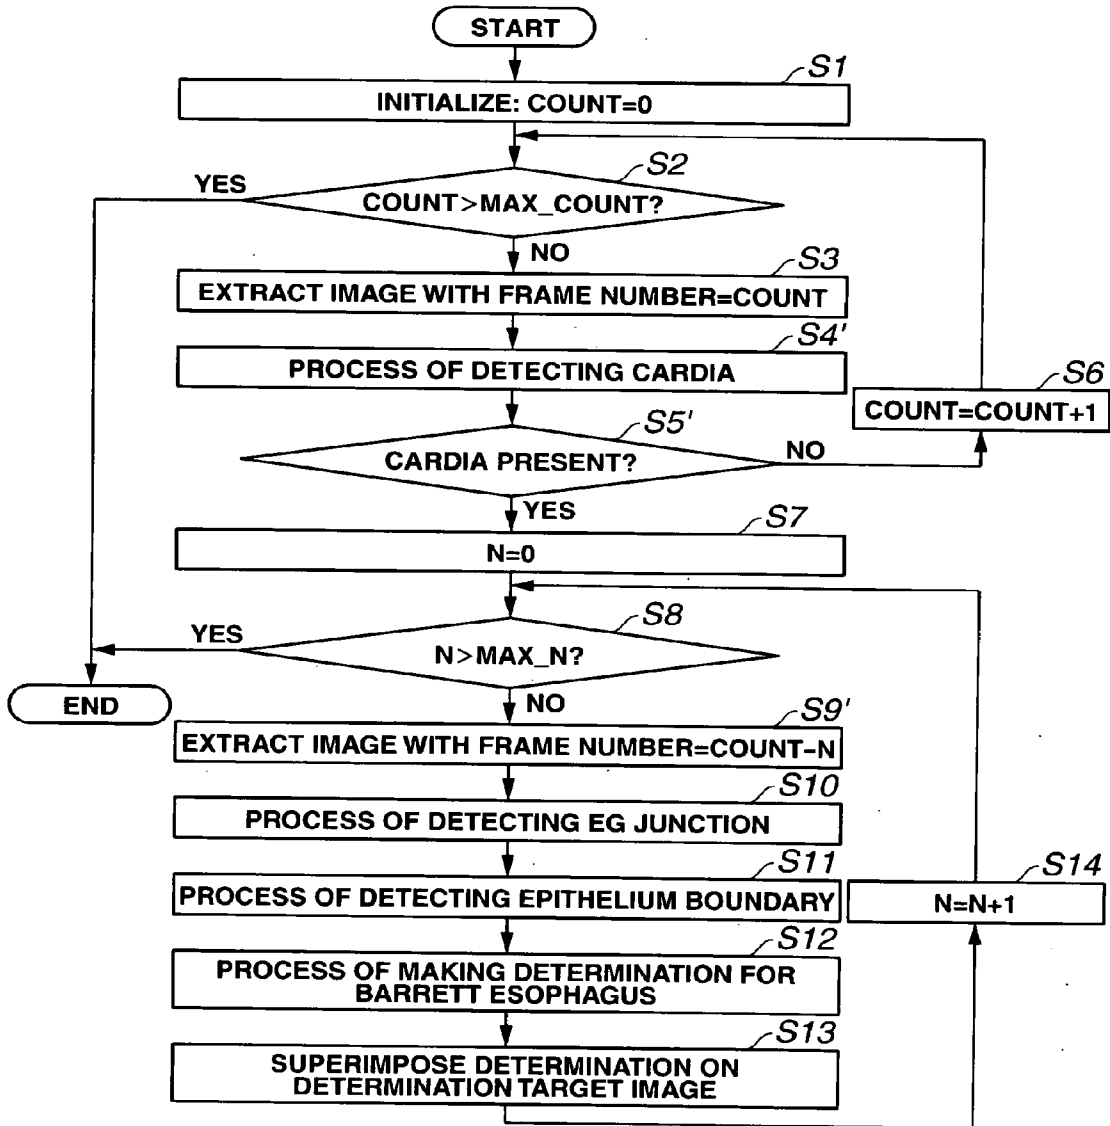 START
S1
INITIALIZE: COUNT=0
S2
YES
COUNT>MAX_COUNT?
NO
S3
EXTRACT IMAGE WITH FRAME NUMBER=COUNT
S4'
PROCESS OF DETECTING CARDIA
S6
COUNT=COUNT+1
S5'
CARDIA PRESENT?
NO
YES
S7
N=0
S8
YES
N>MAX_N?
END
NO
S9'
EXTRACT IMAGE WITH FRAME NUMBER=COUNT-N
S10
PROCESS OF DETECTING EG JUNCTION
S11
PROCESS OF DETECTING EPITHELIUM BOUNDARY
S14
N=N+1
S12
PROCESS OF MAKING DETERMINATION FOR
BARRETT ESOPHAGUS
S13
SUPERIMPOSE DETERMINATION ON
DETERMINATION TARGET IMAGE